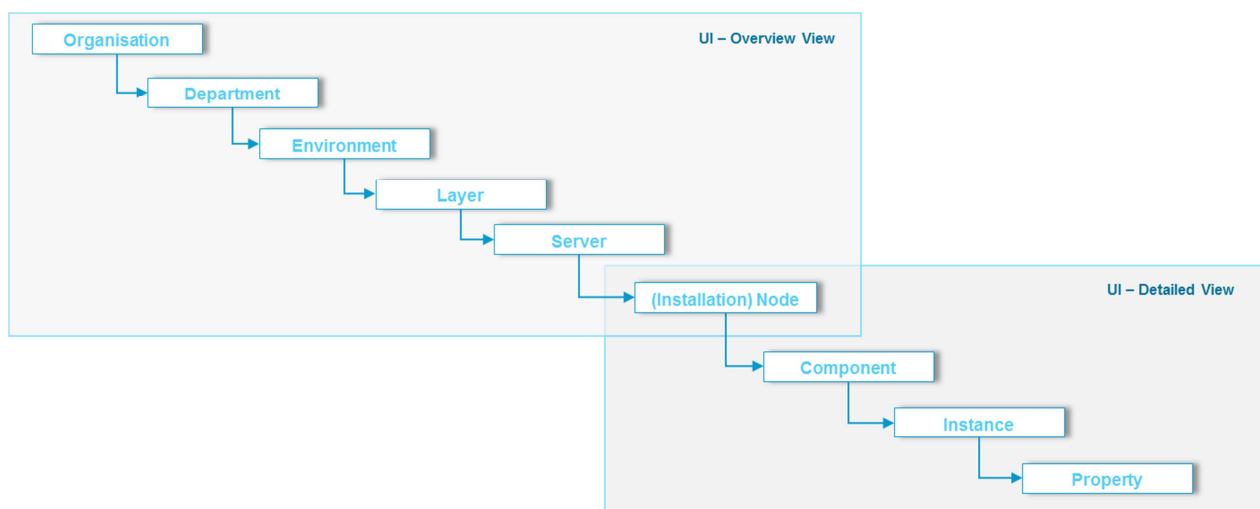 Organisation
UI – Overview View
Department
Environment
Layer
Server
(Installation) Node
UI – Detailed View
Component
Instance
Property